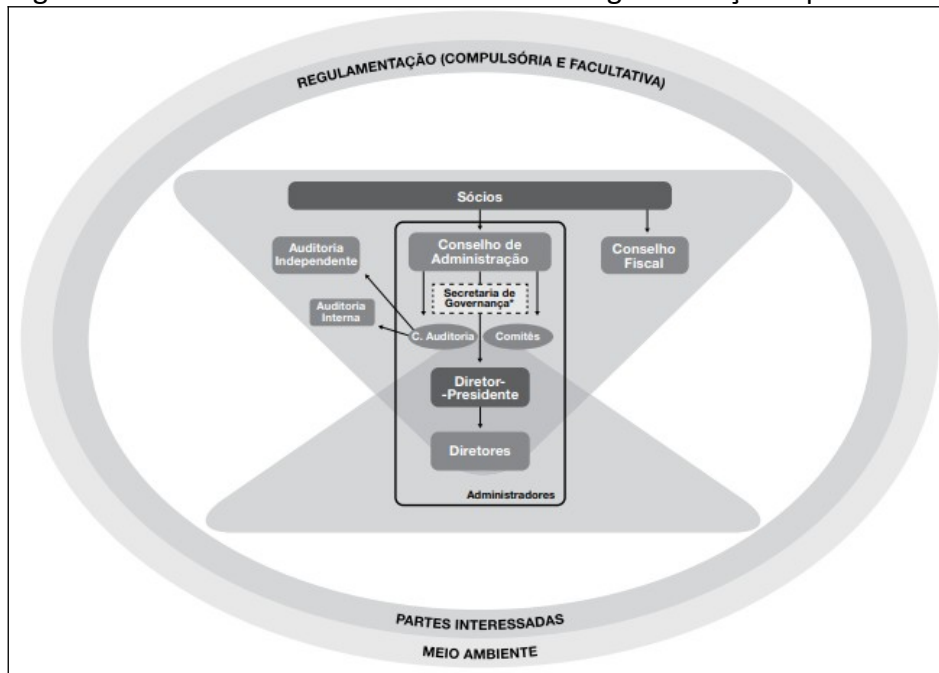 REGULAMENTAÇÃO (COMPULSÓRIA E FACULTATIVA)
Sócios
Auditoria
Independente
Conselho de
Administração
Conselho
Fiscal
Secretaria de
Governança*
Auditoria
Interna
C. Auditoria
Comitês
Diretor-
-Presidente
Diretores
Administradores
PARTES INTERESSADAS
MEIO AMBIENTE